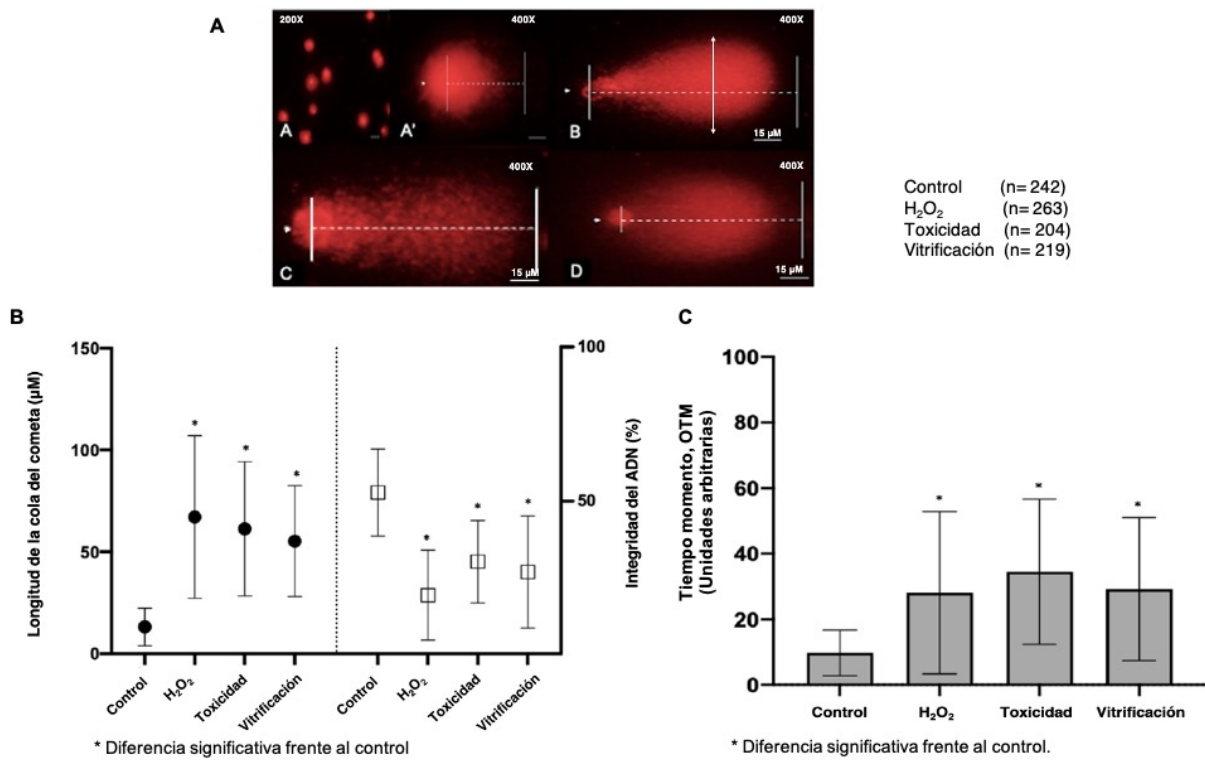 A
200X
400X
400X
A
A'
B
15 µM
400X
400X
C
15 µM
D
15 µM
Control (n= 242)
H₂O₂ (n= 263)
Toxicidad (n= 204)
Vitrificación (n= 219)
B
Longitud de la cola del cometa (µM)
150
100
50
0
100
50
Integridad del ADN (%)
* * * * * *
Control
H₂O₂
Toxicidad
Vitrificación
Control
H₂O₂
Toxicidad
Vitrificación
* Diferencia significativa frente al control
C
Tiempo momento, OTM
(Unidades arbitrarias)
100
80
60
40
20
0
* * *
Control
H₂O₂
Toxicidad
Vitrificación
* Diferencia significativa frente al control.